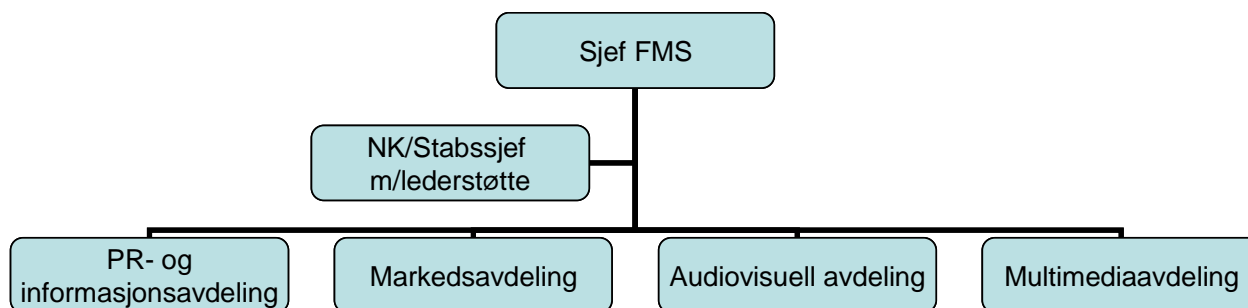 Sjef FMS
NK/Stabssjef
m/lederstøtte
PR- og
informasjonsavdeling
Markedsavdeling
Audiovisuell avdeling
Multimediaavdeling